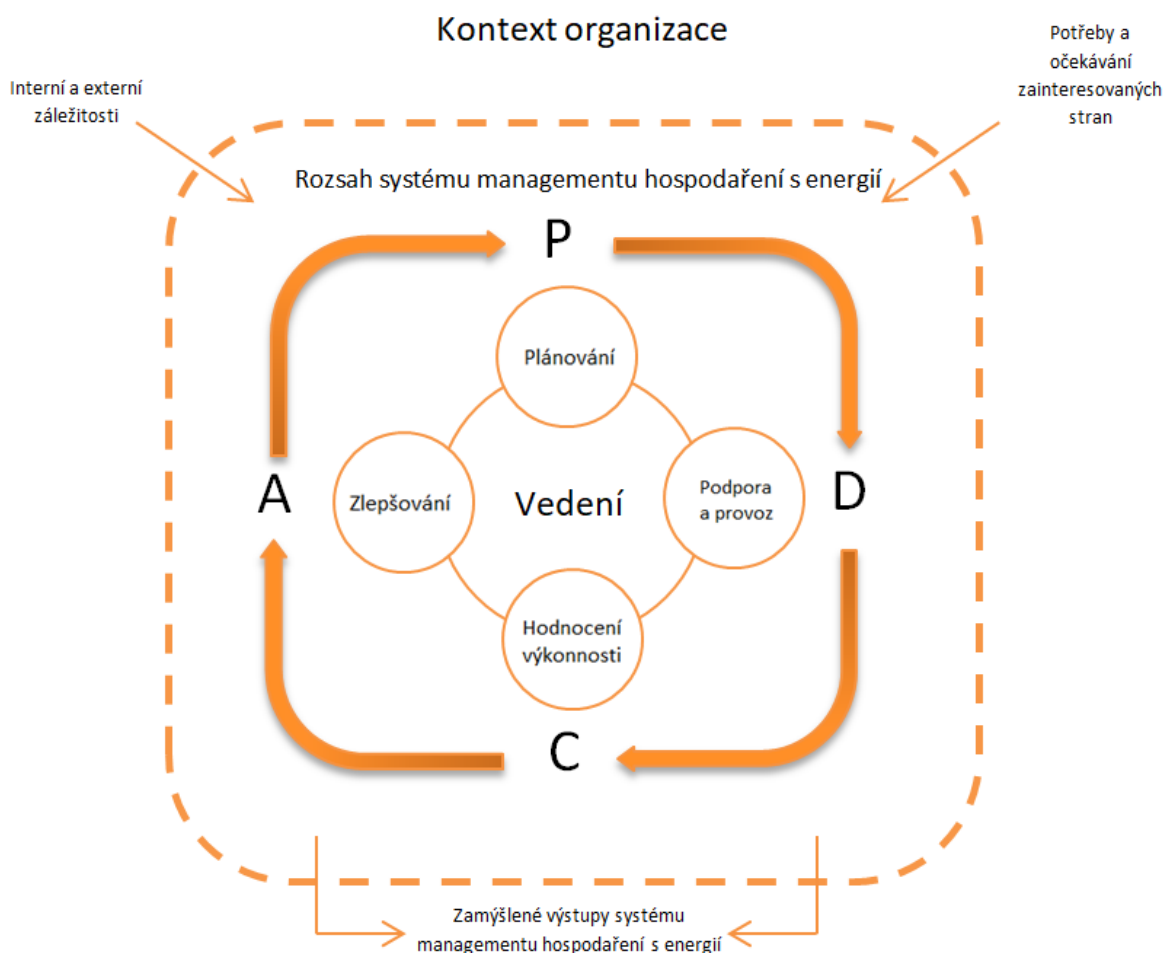 Kontext organizace
Potřeby a
očekávání
zainteresovaných
stran
Interní a externí
záležitosti
Rozsah systému managementu hospodaření s energií
P
Plánování
A
Zlepšování
Vedení
Podpora
a provoz
D
Hodnocení
výkonnosti
C
Zamýšlené výstupy systému
managementu hospodaření s energií